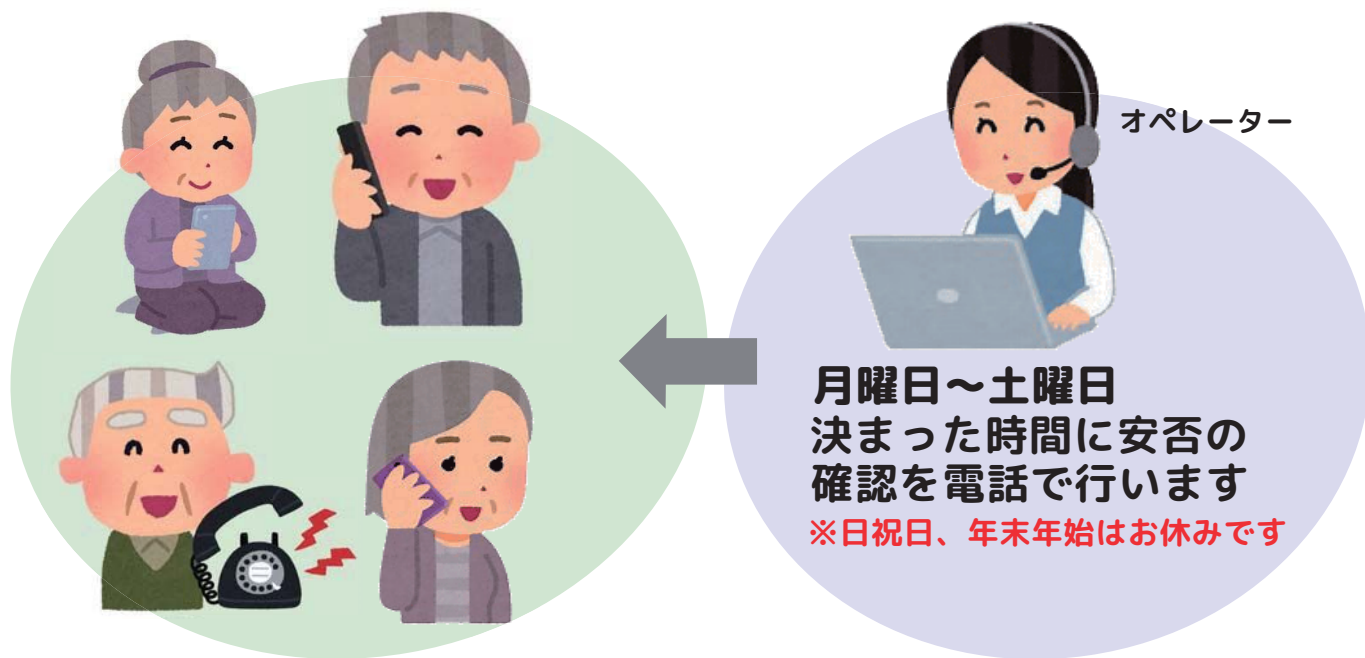 オペレーター
月曜日～土曜日
決まった時間に安否の
確認を電話で行います
※日祝日、年末年始はお休みです